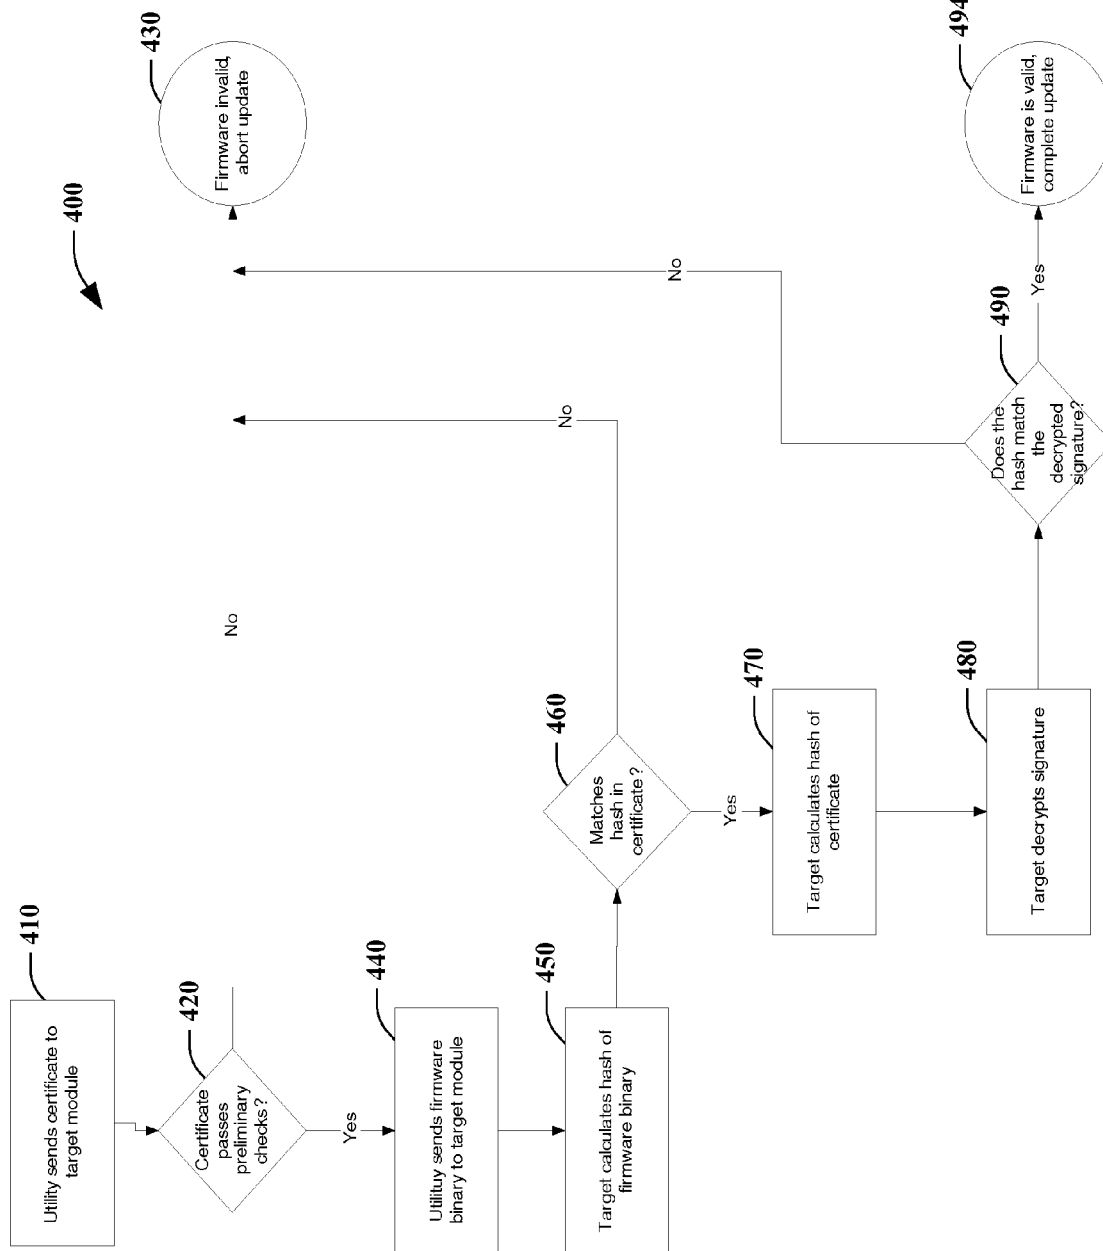 400
410
Utility sends certificate to
target module
420
Certificate
passes
preliminary
checks?
No
430
Firmware invalid,
abort update
Yes
440
Utilituy sends firmware
binary to target module
450
Target calculates hash of
firmware binary
460
Matches
hash in
certificate?
No
Yes
470
Target calculates hash of
certificate
480
Target decrypts signature
490
Does the
hash match
the
decrypted
signature?
No
Yes
494
Firmware is valid,
complete update